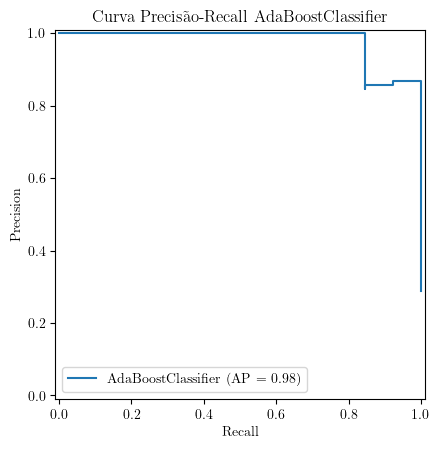 Curva Precisão-Recall AdaBoostClassifier
1.0
0.8
0.6
0.4
0.2
0.0
Precision
AdaBoostClassifier (AP = 0.98)
0.0 0.2 0.4 0.6 0.8 1.0
Recall